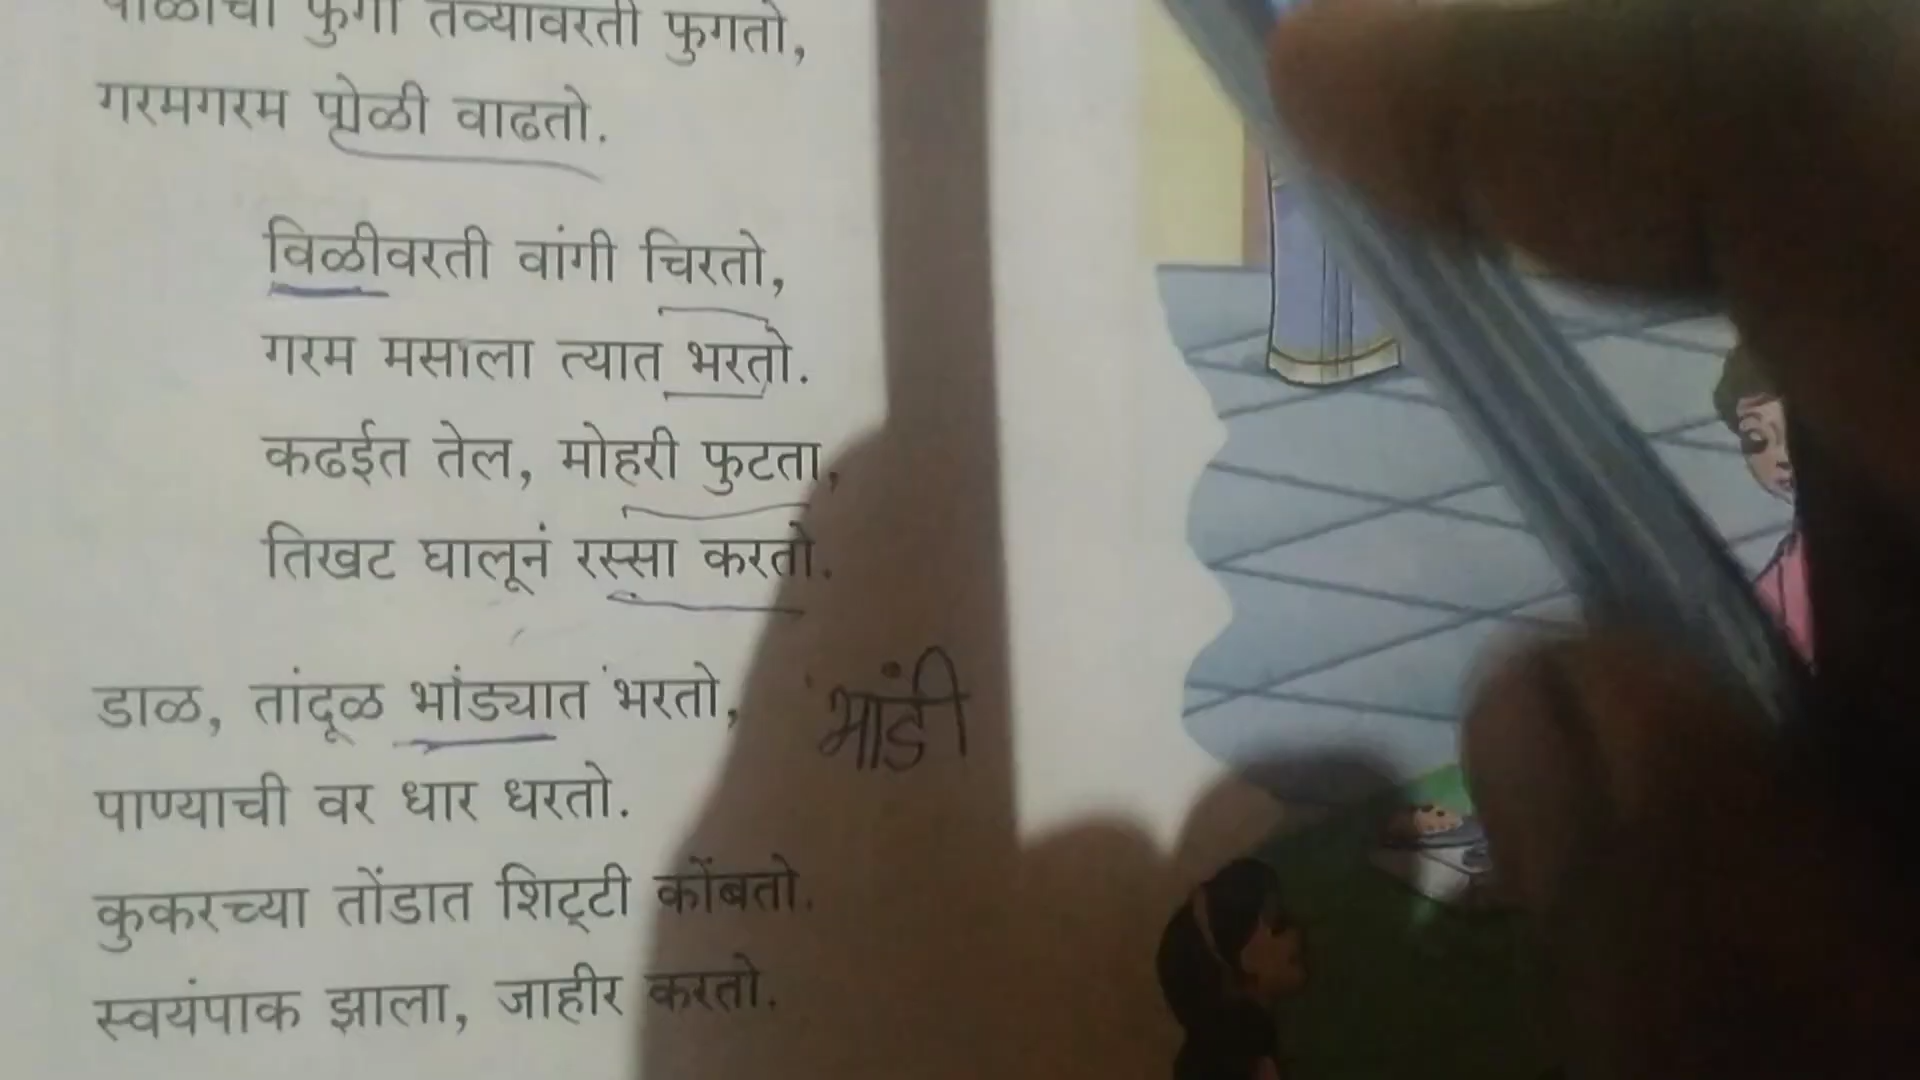 फुगा तव्यावरती फुगतो,
गरमगरम पोळी वाढतो.
विळीवरती वांगी चिरतो,
गरम मसाला त्यात भरतो.
कढईत तेल, मोहरी फुटता,
तिखट घालूनं रस्सा करतो.
डाळ, तांदूळ भांड्यात भरतो,
भांडी
पाण्याची वर धार धरतो.
कुकरच्या तोंडात शिट्टी कोंबतो.
स्वयंपाक झाला, जाहीर करतो.